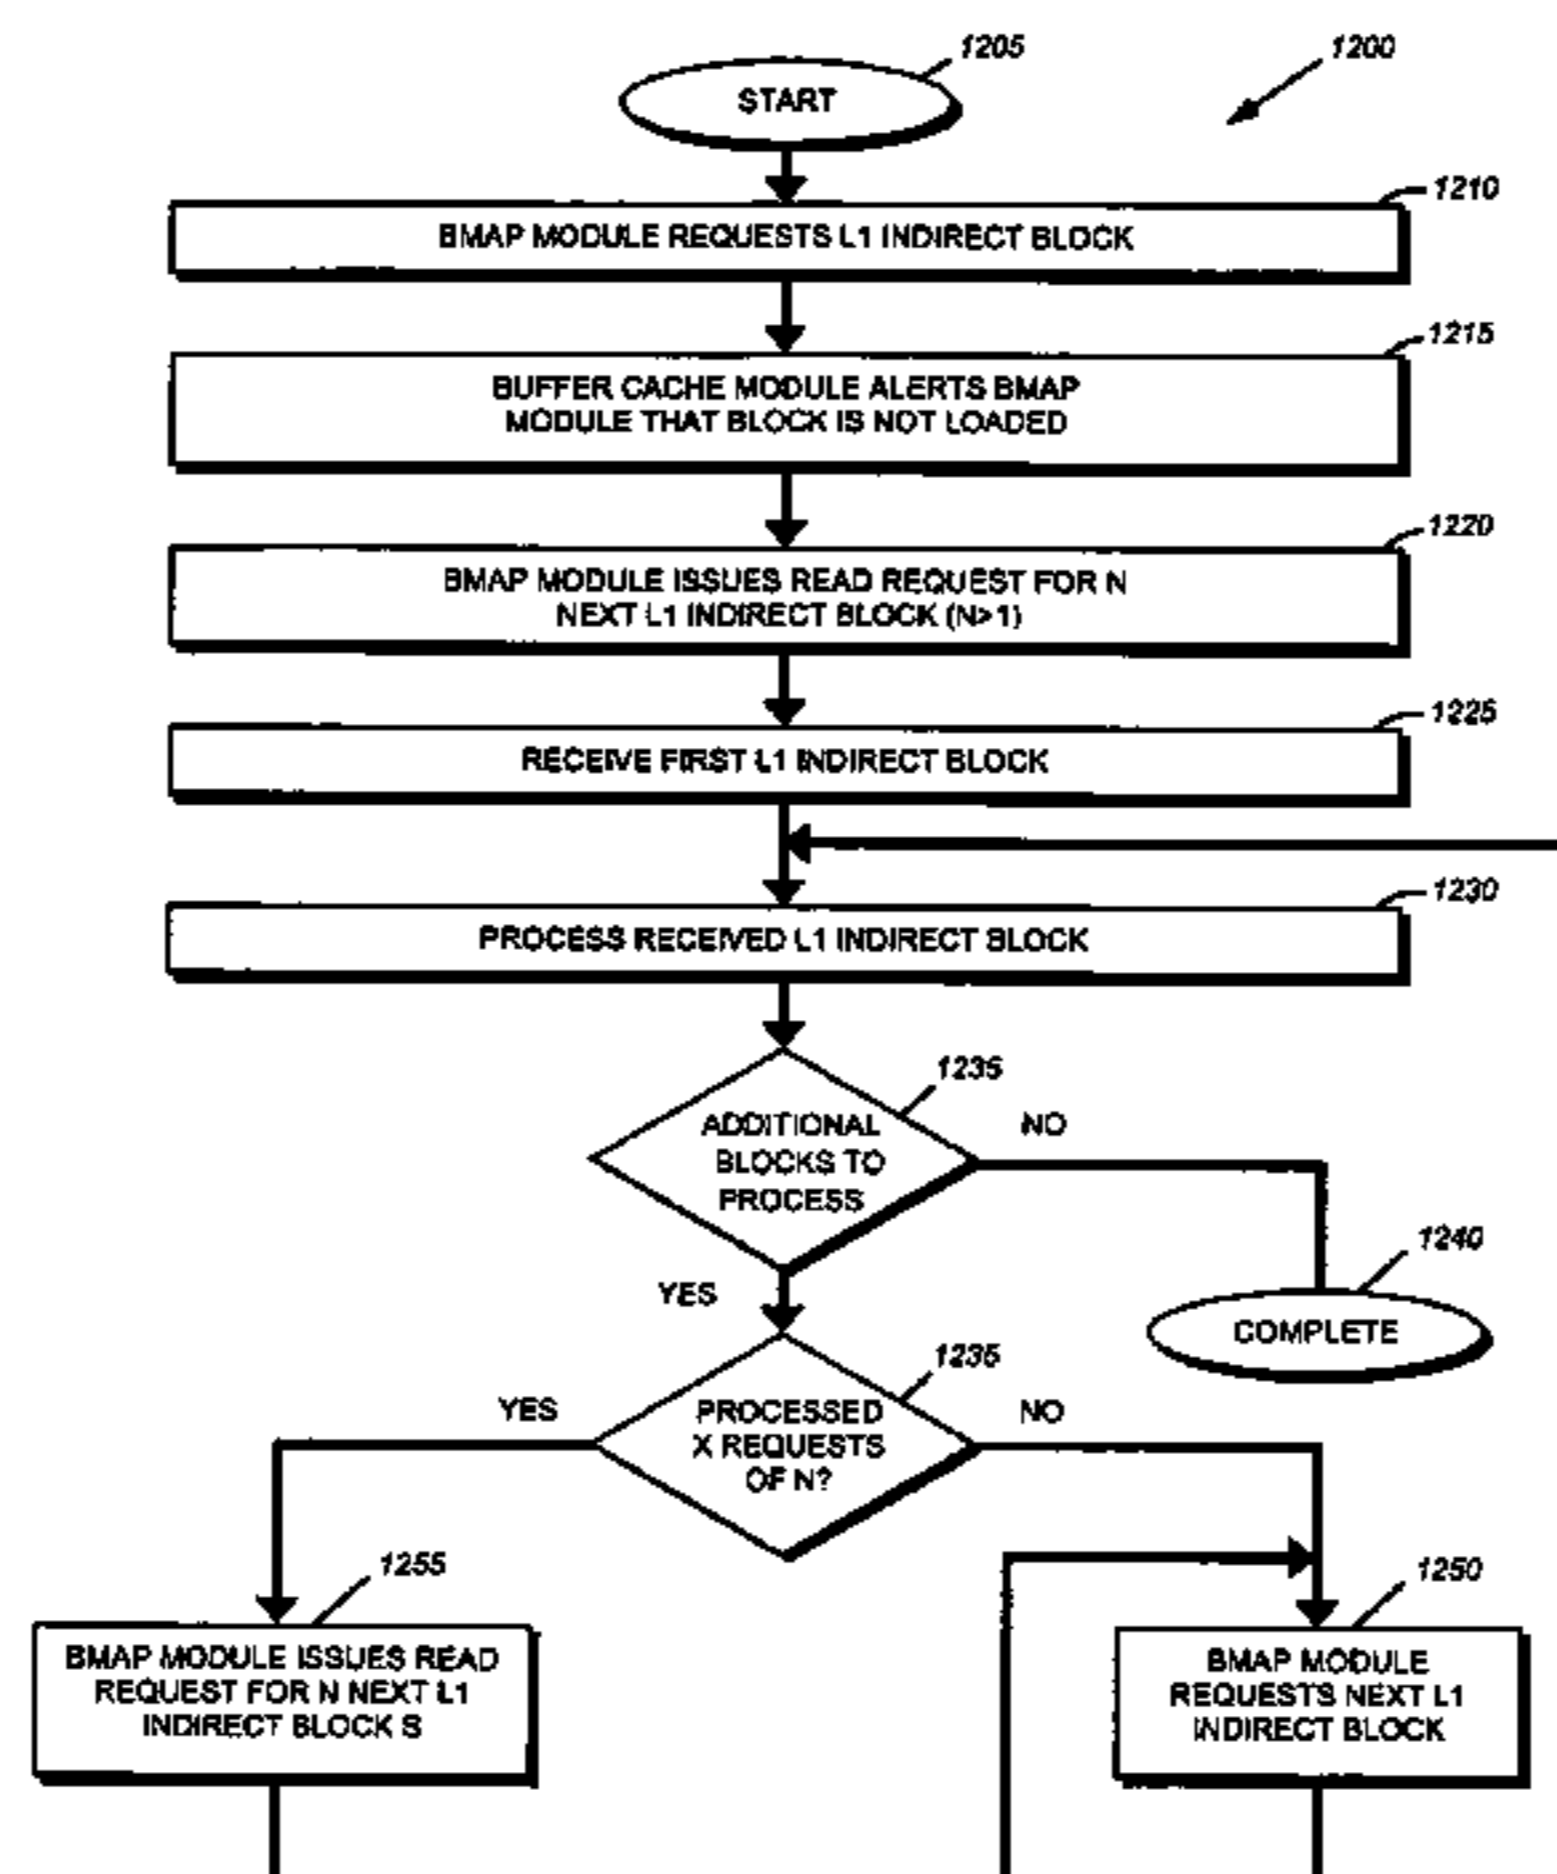 1205
1200
START
1210
BMAP MODULE REQUESTS L1 INDIRECT BLOCK
1215
BUFFER CACHE MODULE ALERTS BMAP
MODULE THAT BLOCK IS NOT LOADED
1220
BMAP MODULE ISSUES READ REQUEST FOR N
NEXT L1 INDIRECT BLOCK (N>1)
1225
RECEIVE FIRST L1 INDIRECT BLOCK
1230
PROCESS RECEIVED L1 INDIRECT BLOCK
1235
ADDITIONAL
BLOCKS TO
PROCESS
NO
1240
COMPLETE
YES
1235
PROCESSED
X REQUESTS
OF N?
YES
NO
1255
BMAP MODULE ISSUES READ
REQUEST FOR N NEXT L1
INDIRECT BLOCK S
1250
BMAP MODULE
REQUESTS NEXT L1
INDIRECT BLOCK